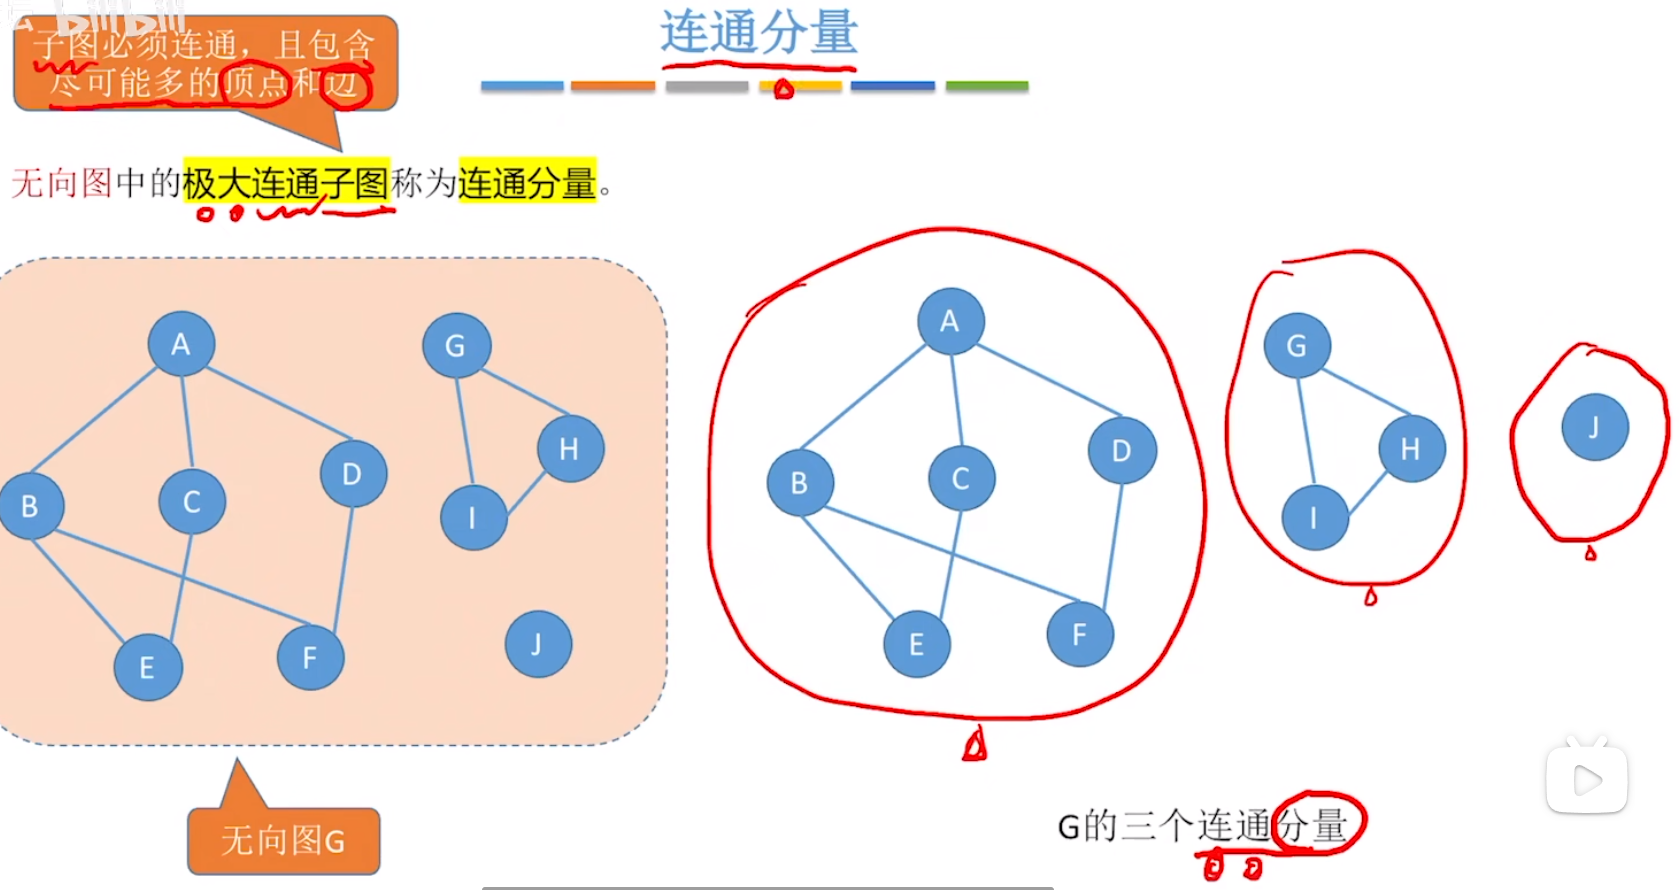 bilibili
连通分量
子图必须连通，且包含
尽可能多的顶点和边
无向图中的极大连通子图称为连通分量。
A
G
H
D
B
C
I
E
F
J
A
G
J
H
D
B
C
I
E
F
无向图G
G的三个连通分量